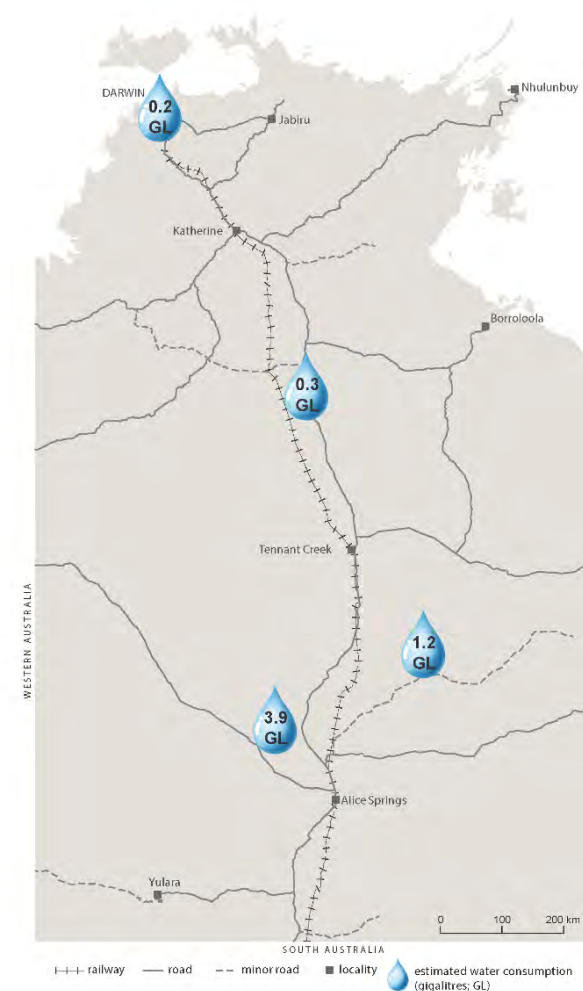 DARWIN
0.2
GL
Jabiru
Nhulunbuy
Katherine
Borroloola
0.3
GL
Tennant Creek
WESTERN AUSTRALIA
1.2
GL
3.9
GL
Alice Springs
Yulara
0 100 200 km
SOUTH AUSTRALIA
railway road minor road locality estimated water consumption
(gigalitres; GL)